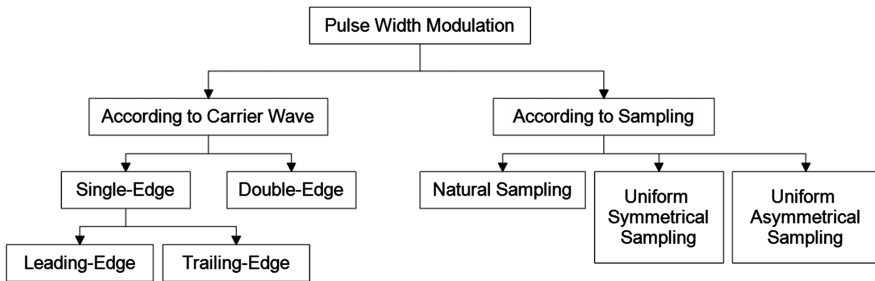 Pulse Width Modulation
According to Carrier Wave
According to Sampling
Single-Edge
Double-Edge
Natural Sampling
Uniform
Symmetrical
Sampling
Uniform
Asymmetrical
Sampling
Leading-Edge
Trailing-Edge